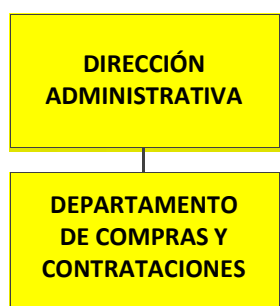 DIRECCIÓN
ADMINISTRATIVA
DEPARTAMENTO
DE COMPRAS Y
CONTRATACIONES